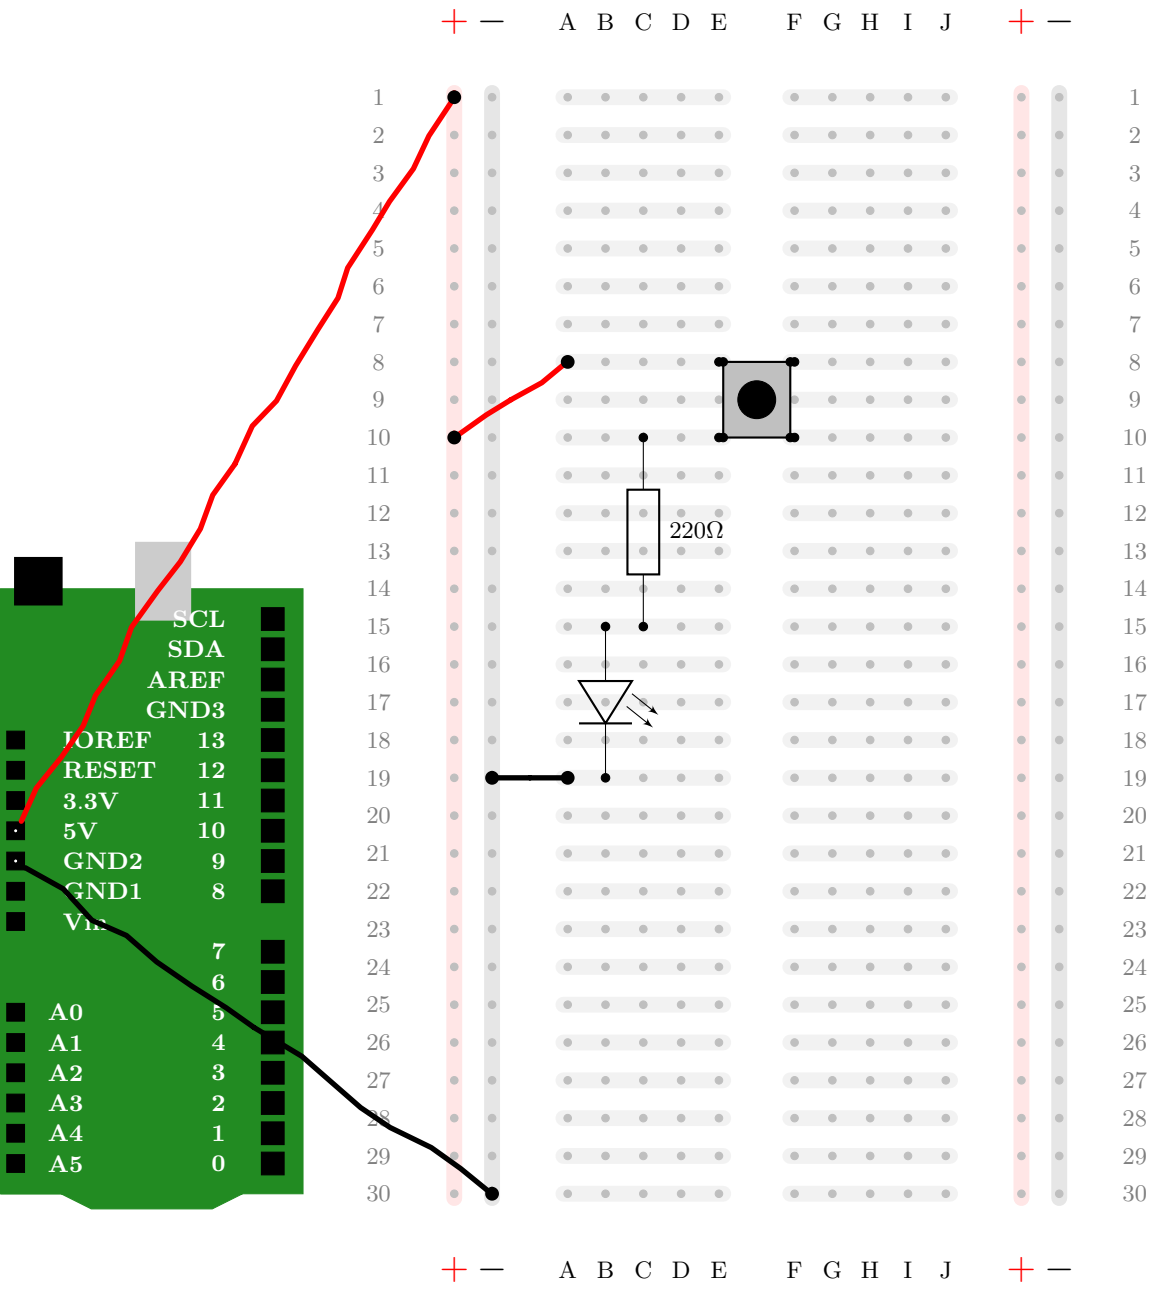 + − A B C D E F G H I J + −
1 1
2 2
3 3
4 4
5 5
6 6
7 7
8 8
9 9
10 10
11 11
12 12
220Ω
13 13
14 14
SCL
15 15
SDA
16 16
AREF
GND3
17 17
IOREF 13
18 18
RESET 12
19 19
3.3V 11
20 20
5V 10
21 21
GND2 9
GND1 8
22 22
Vin
23 23
7
24 24
6
25 25
A0 5
26 26
A1 4
27 27
A2 3
A3 2
28 28
A4 1
29 29
A5 0
30 30
+ − A B C D E F G H I J + −